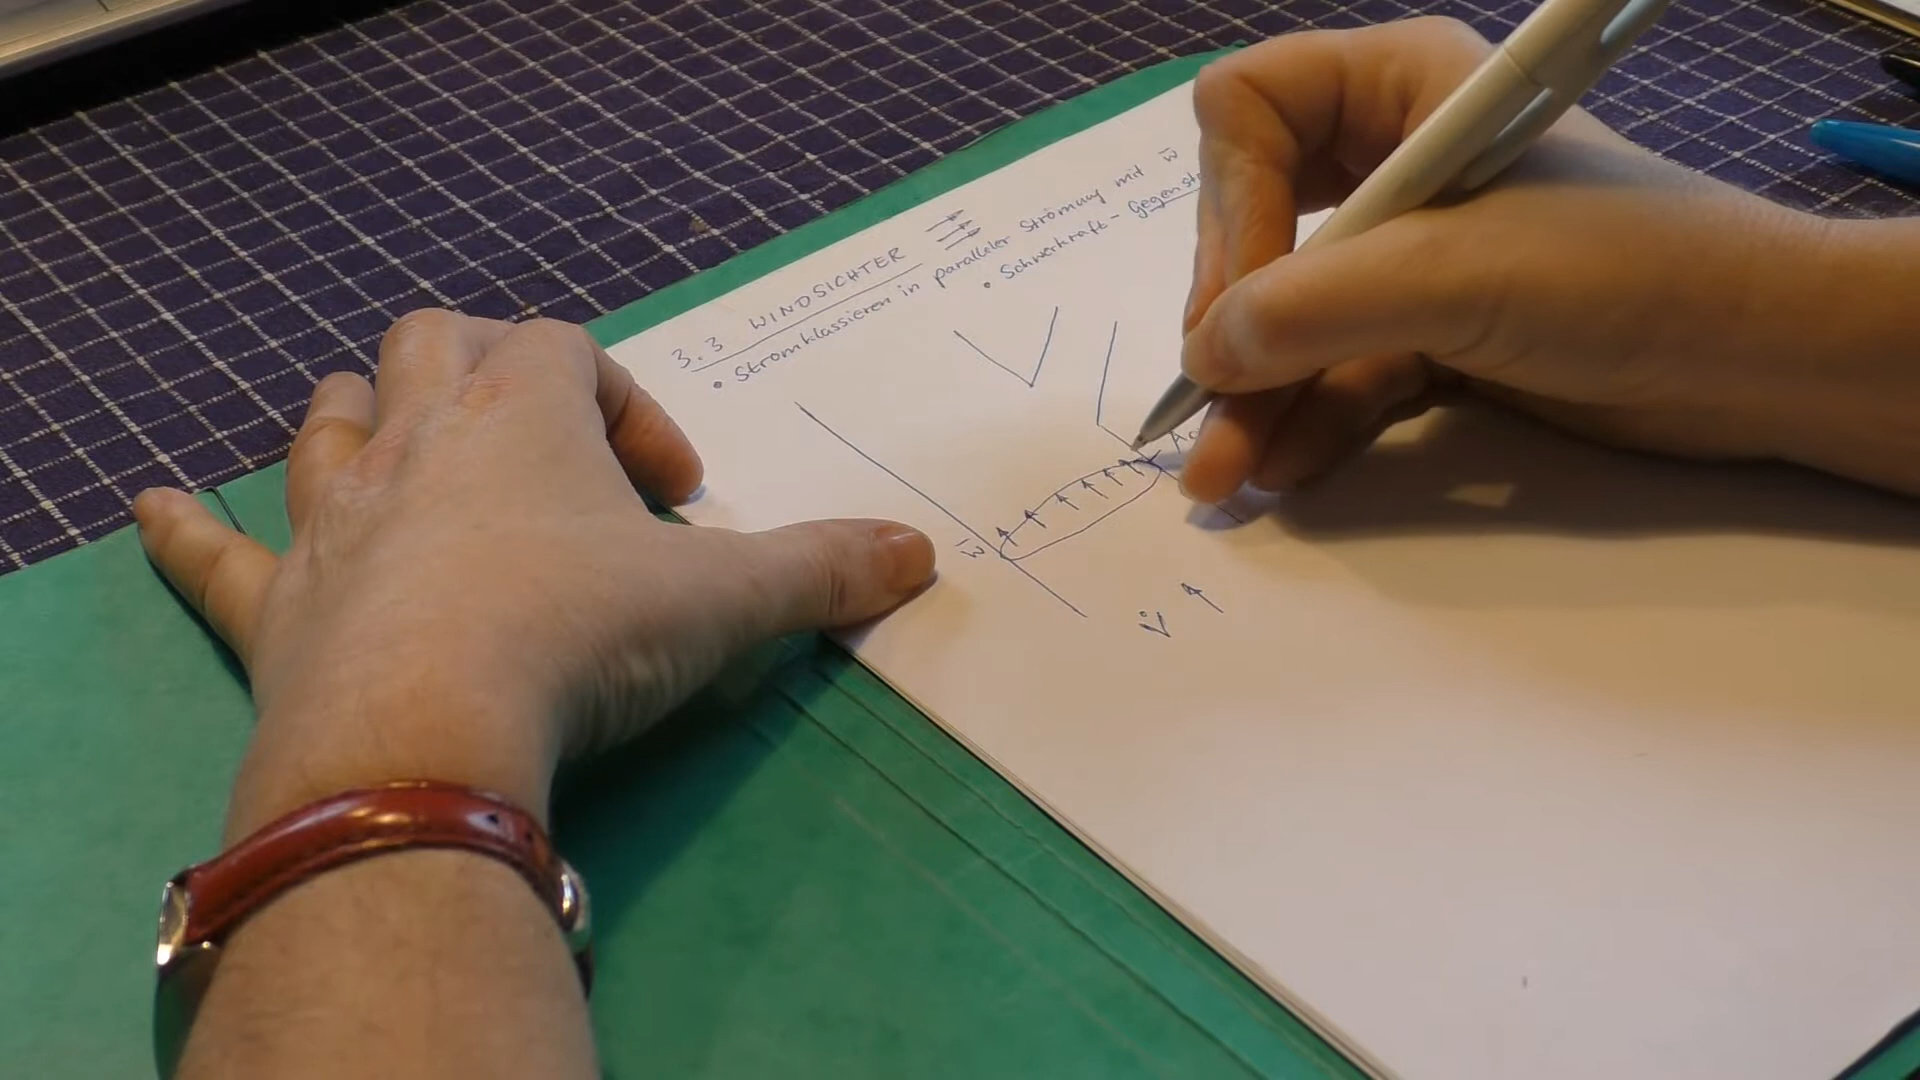 3.3 WINDSICHTER
• Stromklassieren in paralleler Strömung mit w̄
• Schwerkraft - Gegenst
w̄
V̇